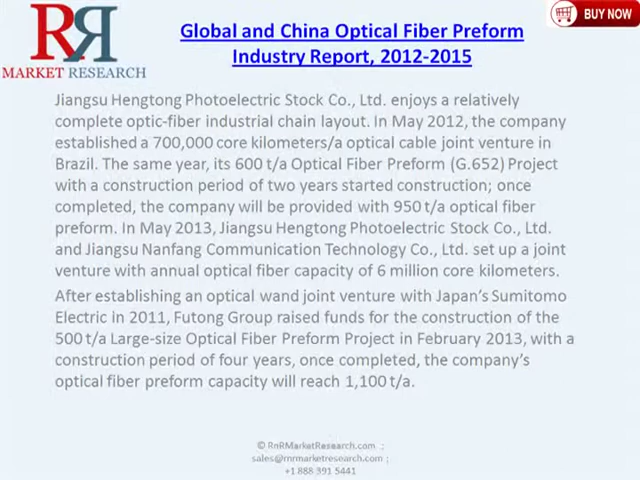 RR
MARKET RESEARCH
Global and China Optical Fiber Preform
Industry Report, 2012-2015
BUY NOW
Jiangsu Hengtong Photoelectric Stock Co., Ltd. enjoys a relatively
complete optic-fiber industrial chain layout. In May 2012, the company
established a 700,000 core kilometers/a optical cable joint venture in
Brazil. The same year, its 600 t/a Optical Fiber Preform (G.652) Project
with a construction period of two years started construction; once
completed, the company will be provided with 950 t/a optical fiber
preform. In May 2013, Jiangsu Hengtong Photoelectric Stock Co., Ltd.
and Jiangsu Nanfang Communication Technology Co., Ltd. set up a joint
venture with annual optical fiber capacity of 6 million core kilometers.
After establishing an optical wand joint venture with Japan's Sumitomo
Electric in 2011, Futong Group raised funds for the construction of the
500 t/a Large-size Optical Fiber Preform Project in February 2013, with a
construction period of four years, once completed, the company's
optical fiber preform capacity will reach 1,100 t/a.
© RnRMarketResearch.com ;
sales@rnrmarketresearch.com ;
+1 888 391 5441